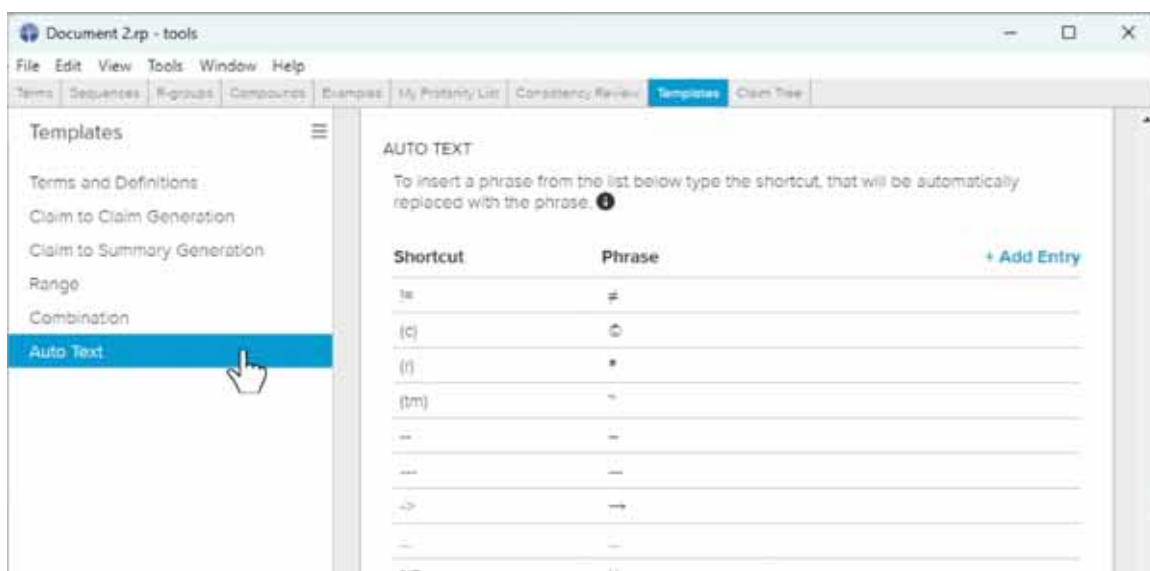 Document 2.rp - tools
File Edit View Tools Window Help
Terms Sequences R-groups Compounds Examples My Profanity List Consistency Review Templates Claim Tree
Templates
Terms and Definitions
Claim to Claim Generation
Claim to Summary Generation
Range
Combination
Auto Text
AUTO TEXT
To insert a phrase from the list below type the shortcut, that will be automatically
replaced with the phrase.
Shortcut Phrase + Add Entry
!= ≠
(c) ©
(r) ®
(tm) ™
-- –
--- —
-> →
... …